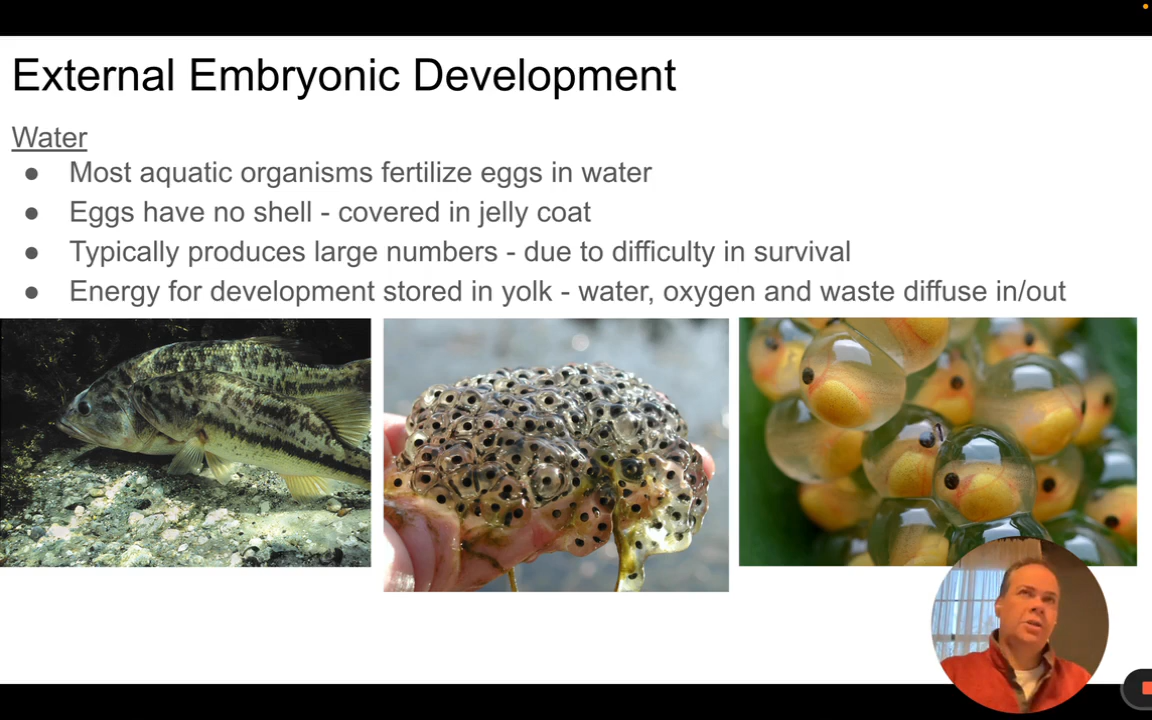 External Embryonic Development
Water
● Most aquatic organisms fertilize eggs in water
● Eggs have no shell - covered in jelly coat
● Typically produces large numbers - due to difficulty in survival
● Energy for development stored in yolk - water, oxygen and waste diffuse in/out